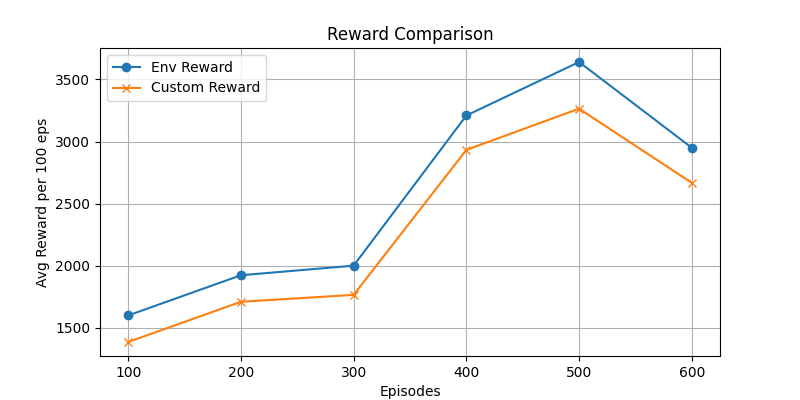 Reward Comparison
Env Reward
Custom Reward
Avg Reward per 100 eps
3500
3000
2500
2000
1500
100 200 300 400 500 600
Episodes